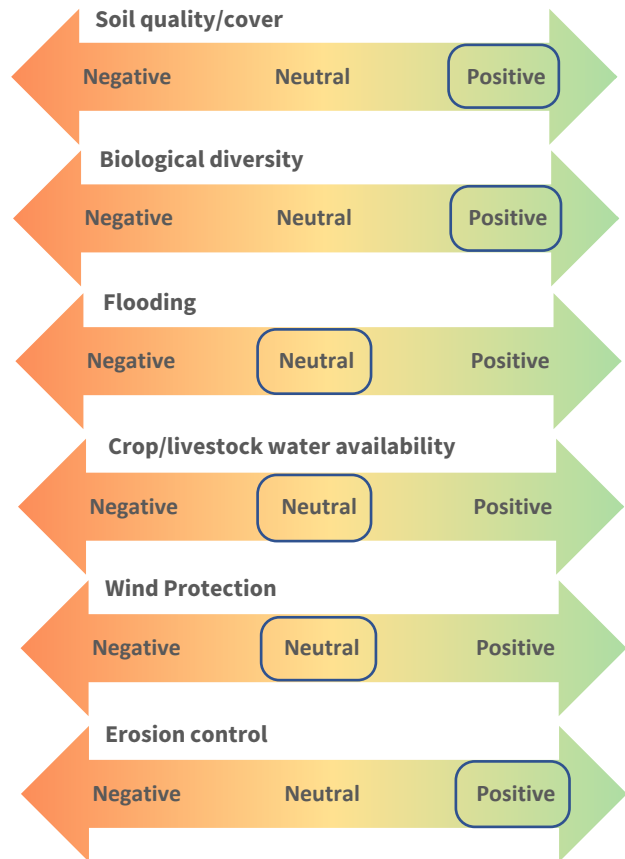 Soil quality/cover
Negative Neutral Positive
Biological diversity
Negative Neutral Positive
Flooding
Negative Neutral Positive
Crop/livestock water availability
Negative Neutral Positive
Wind Protection
Negative Neutral Positive
Erosion control
Negative Neutral Positive